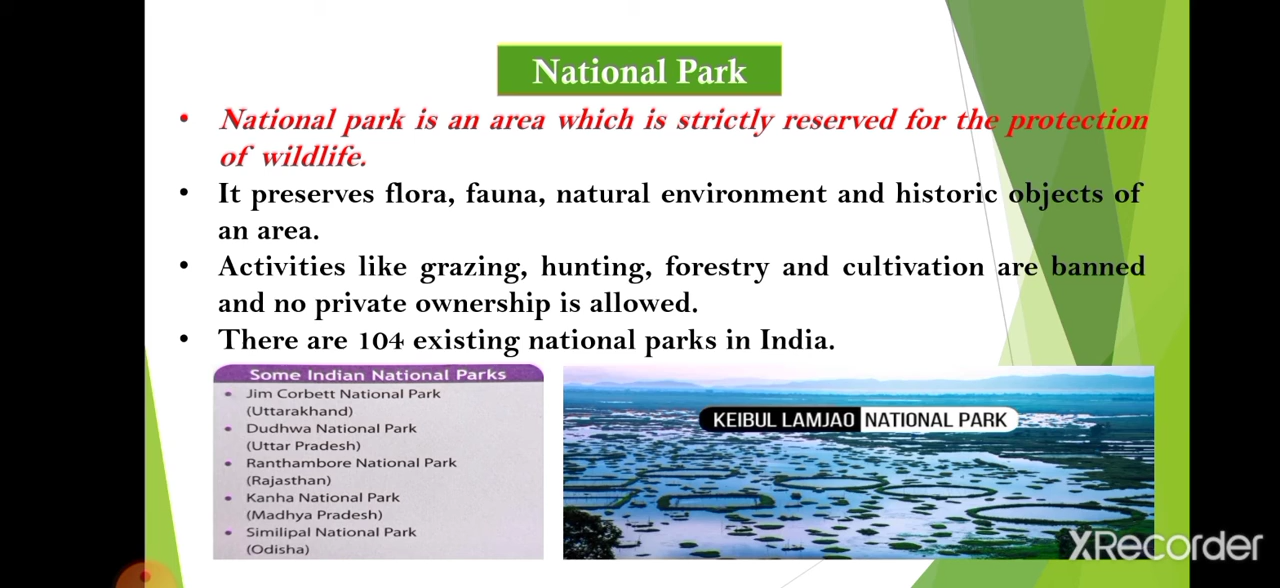 National Park
• National park is an area which is strictly reserved for the protection
of wildlife.
• It preserves flora, fauna, natural environment and historic objects of
an area.
• Activities like grazing, hunting, forestry and cultivation are banned
and no private ownership is allowed.
• There are 104 existing national parks in India.
Some Indian National Parks
• Jim Corbett National Park
(Uttarakhand)
• Dudhwa National Park
(Uttar Pradesh)
• Ranthambore National Park
(Rajasthan)
• Kanha National Park
(Madhya Pradesh)
• Similipal National Park
(Odisha)
KEIBUL LAMJAO NATIONAL PARK
XRecorder